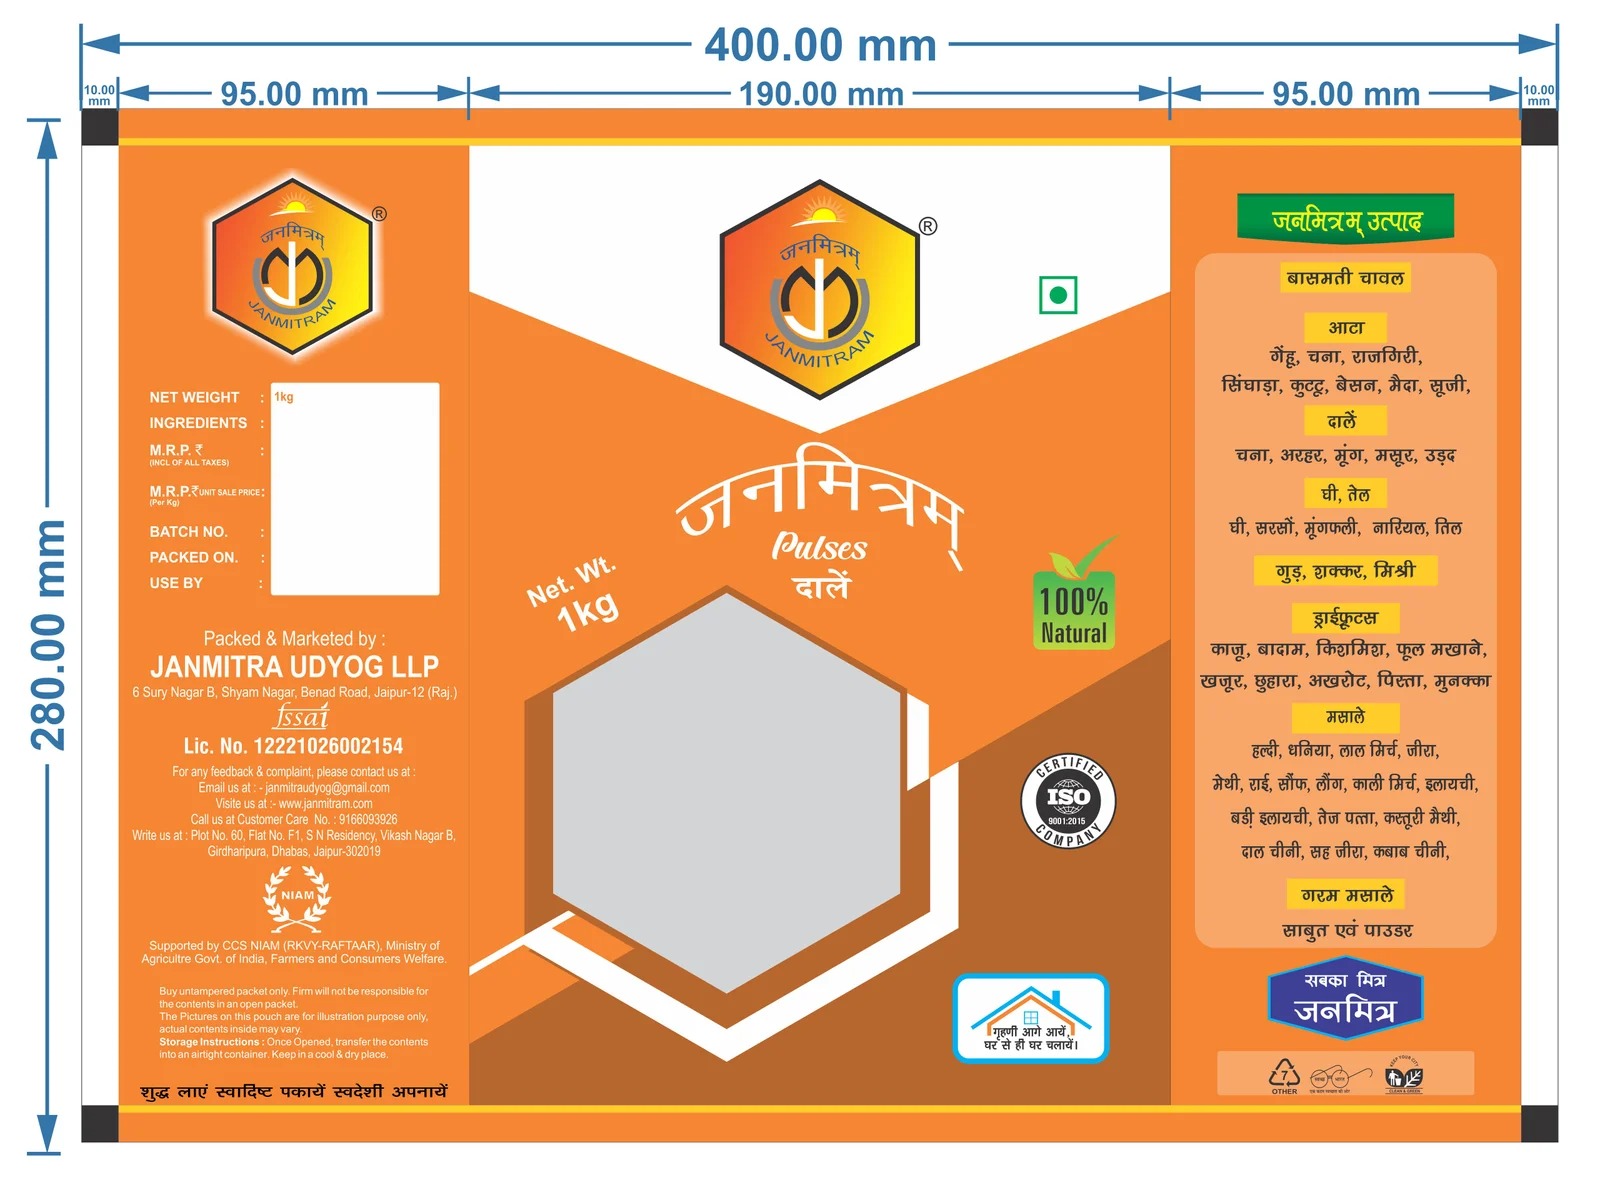 400.00 mm
10.00
mm
95.00 mm
190.00 mm
95.00 mm
10.00
mm
280.00 mm
जनमित्रम्
JANMITRAM
®
NET WEIGHT : 1kg
INGREDIENTS :
M.R.P. ₹ :
(INCL OF ALL TAXES)
M.R.P.₹ UNIT SALE PRICE :
(Per Kg)
BATCH NO. :
PACKED ON. :
USE BY :
Packed & Marketed by :
JANMITRA UDYOG LLP
6 Sury Nagar B, Shyam Nagar, Benad Road, Jaipur-12 (Raj.)
fssai
Lic. No. 12221026002154
For any feedback & complaint, please contact us at :
Email us at : - janmitraudyog@gmail.com
Visite us at :- www.janmitram.com
Call us at Customer Care No. : 9166093926
Write us at : Plot No. 60, Flat No. F1, S N Residency, Vikash Nagar B,
Girdharipura, Dhabas, Jaipur-302019
NIAM
Supported by CCS NIAM (RKVY-RAFTAAR), Ministry of
Agricultre Govt. of India, Farmers and Consumers Welfare.
Buy untampered packet only. Firm will not be responsible for
the contents in an open packet.
The Pictures on this pouch are for illustration purpose only,
actual contents inside may vary.
Storage Instructions : Once Opened, transfer the contents
into an airtight container. Keep in a cool & dry place.
शुद्ध लाएं स्वादिष्ट पकायें स्वदेशी अपनायें
जनमित्रम्
JANMITRAM
®
जनमित्रम्
Pulses
दालें
Net. Wt.
1kg
100%
Natural
CERTIFIED
ISO
9001:2015
COMPANY
गृहणी आगे आयें,
घर से ही घर चलायें।
जनमित्रम् उत्पाद
बासमती चावल
आटा
गेंहू, चना, राजगिरी,
सिंघाड़ा, कुटटू, बेसन, मैदा, सूजी,
दालें
चना, अरहर, मूंग, मसूर, उड़द
घी, तेल
घी, सरसों, मूंगफली, नारियल, तिल
गुड़, शक्कर, मिश्री
ड्राईफ्रूटस
काजू, बादाम, किशमिश, फूल मखाने,
खजूर, छुहारा, अखरोट, पिस्ता, मुनक्का
मसाले
हल्दी, धनिया, लाल मिर्च, जीरा,
मेथी, राई, सौंफ, लौंग, काली मिर्च, इलायची,
बडी़ इलायची, तेज पत्ता, कस्तूरी मैथी,
दाल चीनी, सह जीरा, कबाब चीनी,
गरम मसाले
साबुत एवं पाउडर
सबका मित्र
जनमित्र
7
OTHER
स्वच्छ भारत
KEEP YOUR CITY
CLEAN & GREEN